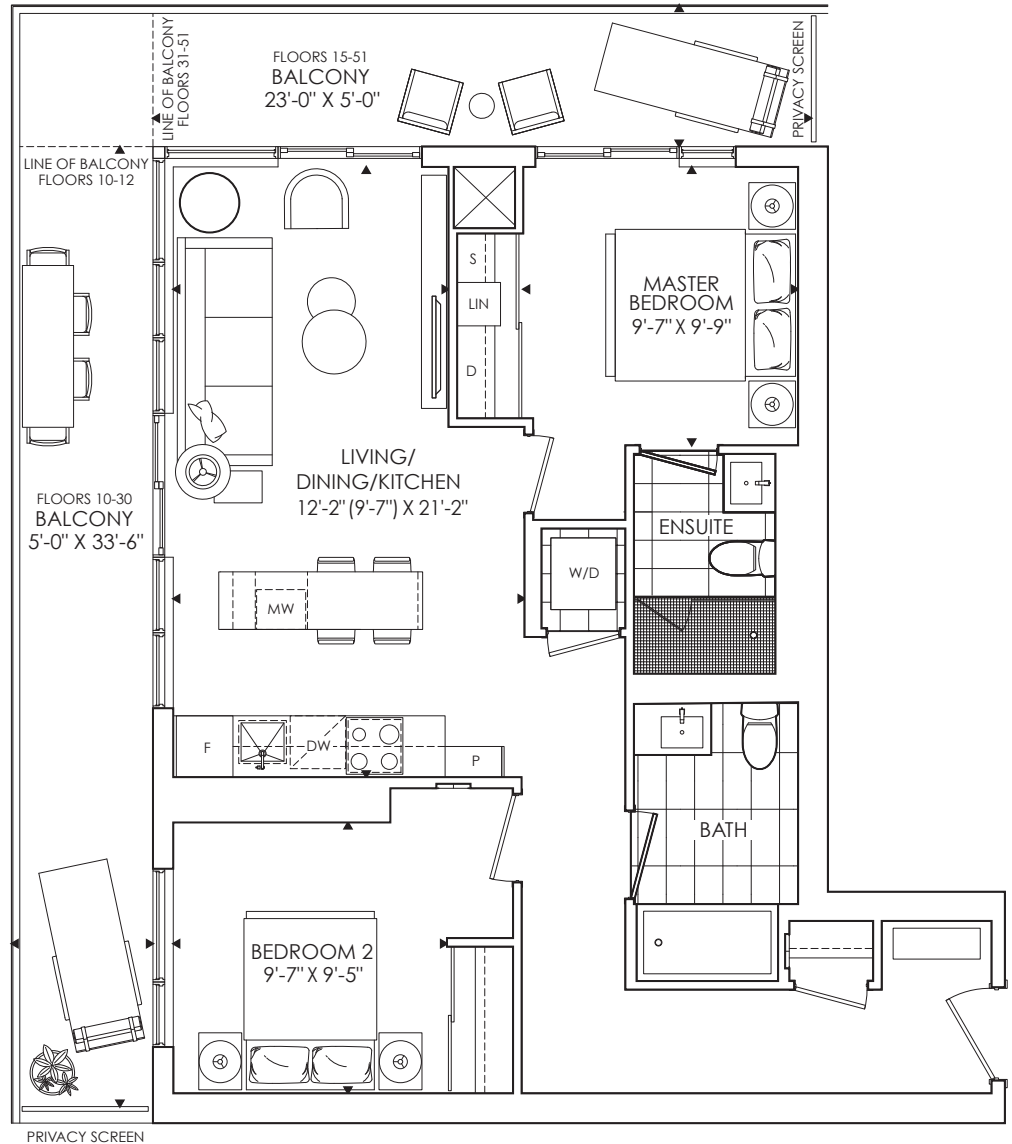 FLOORS 15-51
BALCONY
23'-0" X 5'-0"
LINE OF BALCONY
FLOORS 31-51
PRIVACY SCREEN
LINE OF BALCONY
FLOORS 10-12
S
LIN
D
MASTER
BEDROOM
9'-7" X 9'-9"
LIVING/
DINING/KITCHEN
12'-2" (9'-7") X 21'-2"
FLOORS 10-30
BALCONY
5'-0" X 33'-6"
ENSUITE
W/D
MW
F
DW
P
BATH
BEDROOM 2
9'-7" X 9'-5"
PRIVACY SCREEN